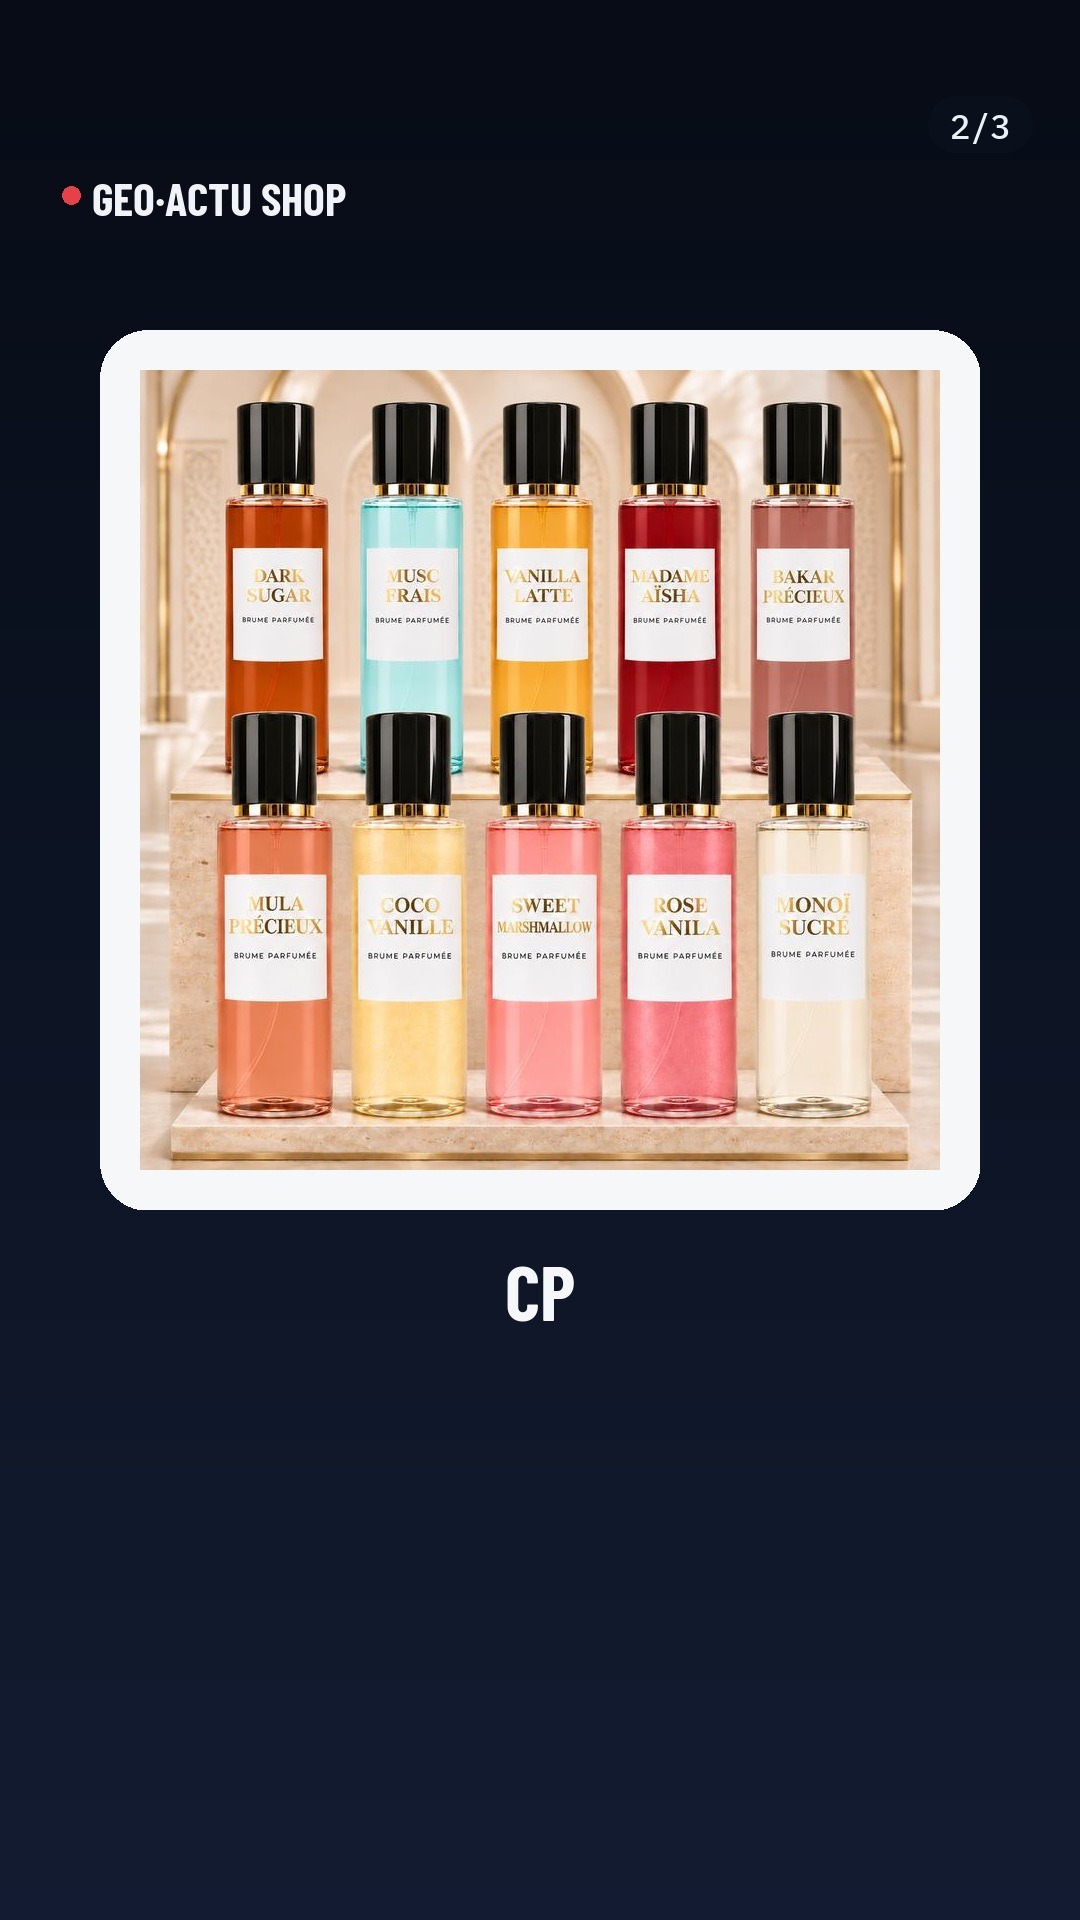 2/3
GEO·ACTU SHOP
DARK
SUGAR
BRUME PARFUMÉE
MUSC
FRAIS
BRUME PARFUMÉE
VANILLA
LATTE
BRUME PARFUMÉE
MADAME
AÏSHA
BRUME PARFUMÉE
BAKAR
PRÉCIEUX
BRUME PARFUMÉE
MULA
PRÉCIEUX
BRUME PARFUMÉE
COCO
VANILLE
BRUME PARFUMÉE
SWEET
MARSHMALLOW
BRUME PARFUMÉE
ROSE
VANILA
BRUME PARFUMÉE
MONOÏ
SUCRÉ
BRUME PARFUMÉE
CP